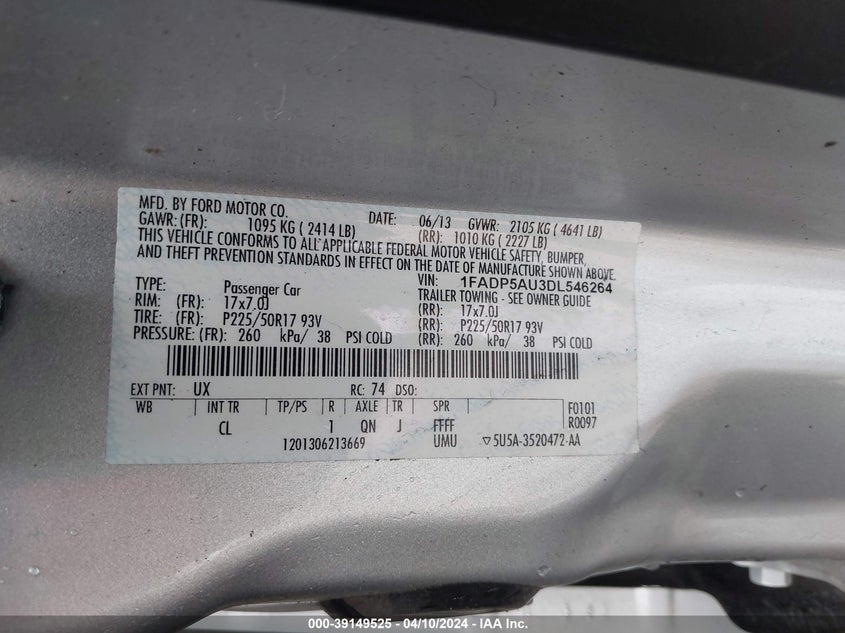 MFD. BY FORD MOTOR CO.
DATE: 06/13 GVWR: 2105 KG ( 4641 LB)
GAWR: (FR): 1095 KG ( 2414 LB) (RR): 1010 KG ( 2227 LB)
THIS VEHICLE CONFORMS TO ALL APPLICABLE FEDERAL MOTOR VEHICLE SAFETY, BUMPER,
AND THEFT PREVENTION STANDARDS IN EFFECT ON THE DATE OF MANUFACTURE SHOWN ABOVE.
VIN: 1FADP5AU3DL546264
TYPE: Passenger Car TRAILER TOWING - SEE OWNER GUIDE
RIM: (FR): 17x7.0J (RR): 17x7.0J
TIRE: (FR): P225/50R17 93V (RR): P225/50R17 93V
PRESSURE: (FR): 260 kPa/ 38 PSI COLD (RR): 260 kPa/ 38 PSI COLD
EXT PNT: UX RC: 74 DSO:
WB INT TR TP/PS R AXLE TR SPR F0101
CL 1 QN J FFFF R0097
1201306213669 UMU ▽5U5A-3520472-AA
000-39149525 - 04/10/2024 - IAA Inc.